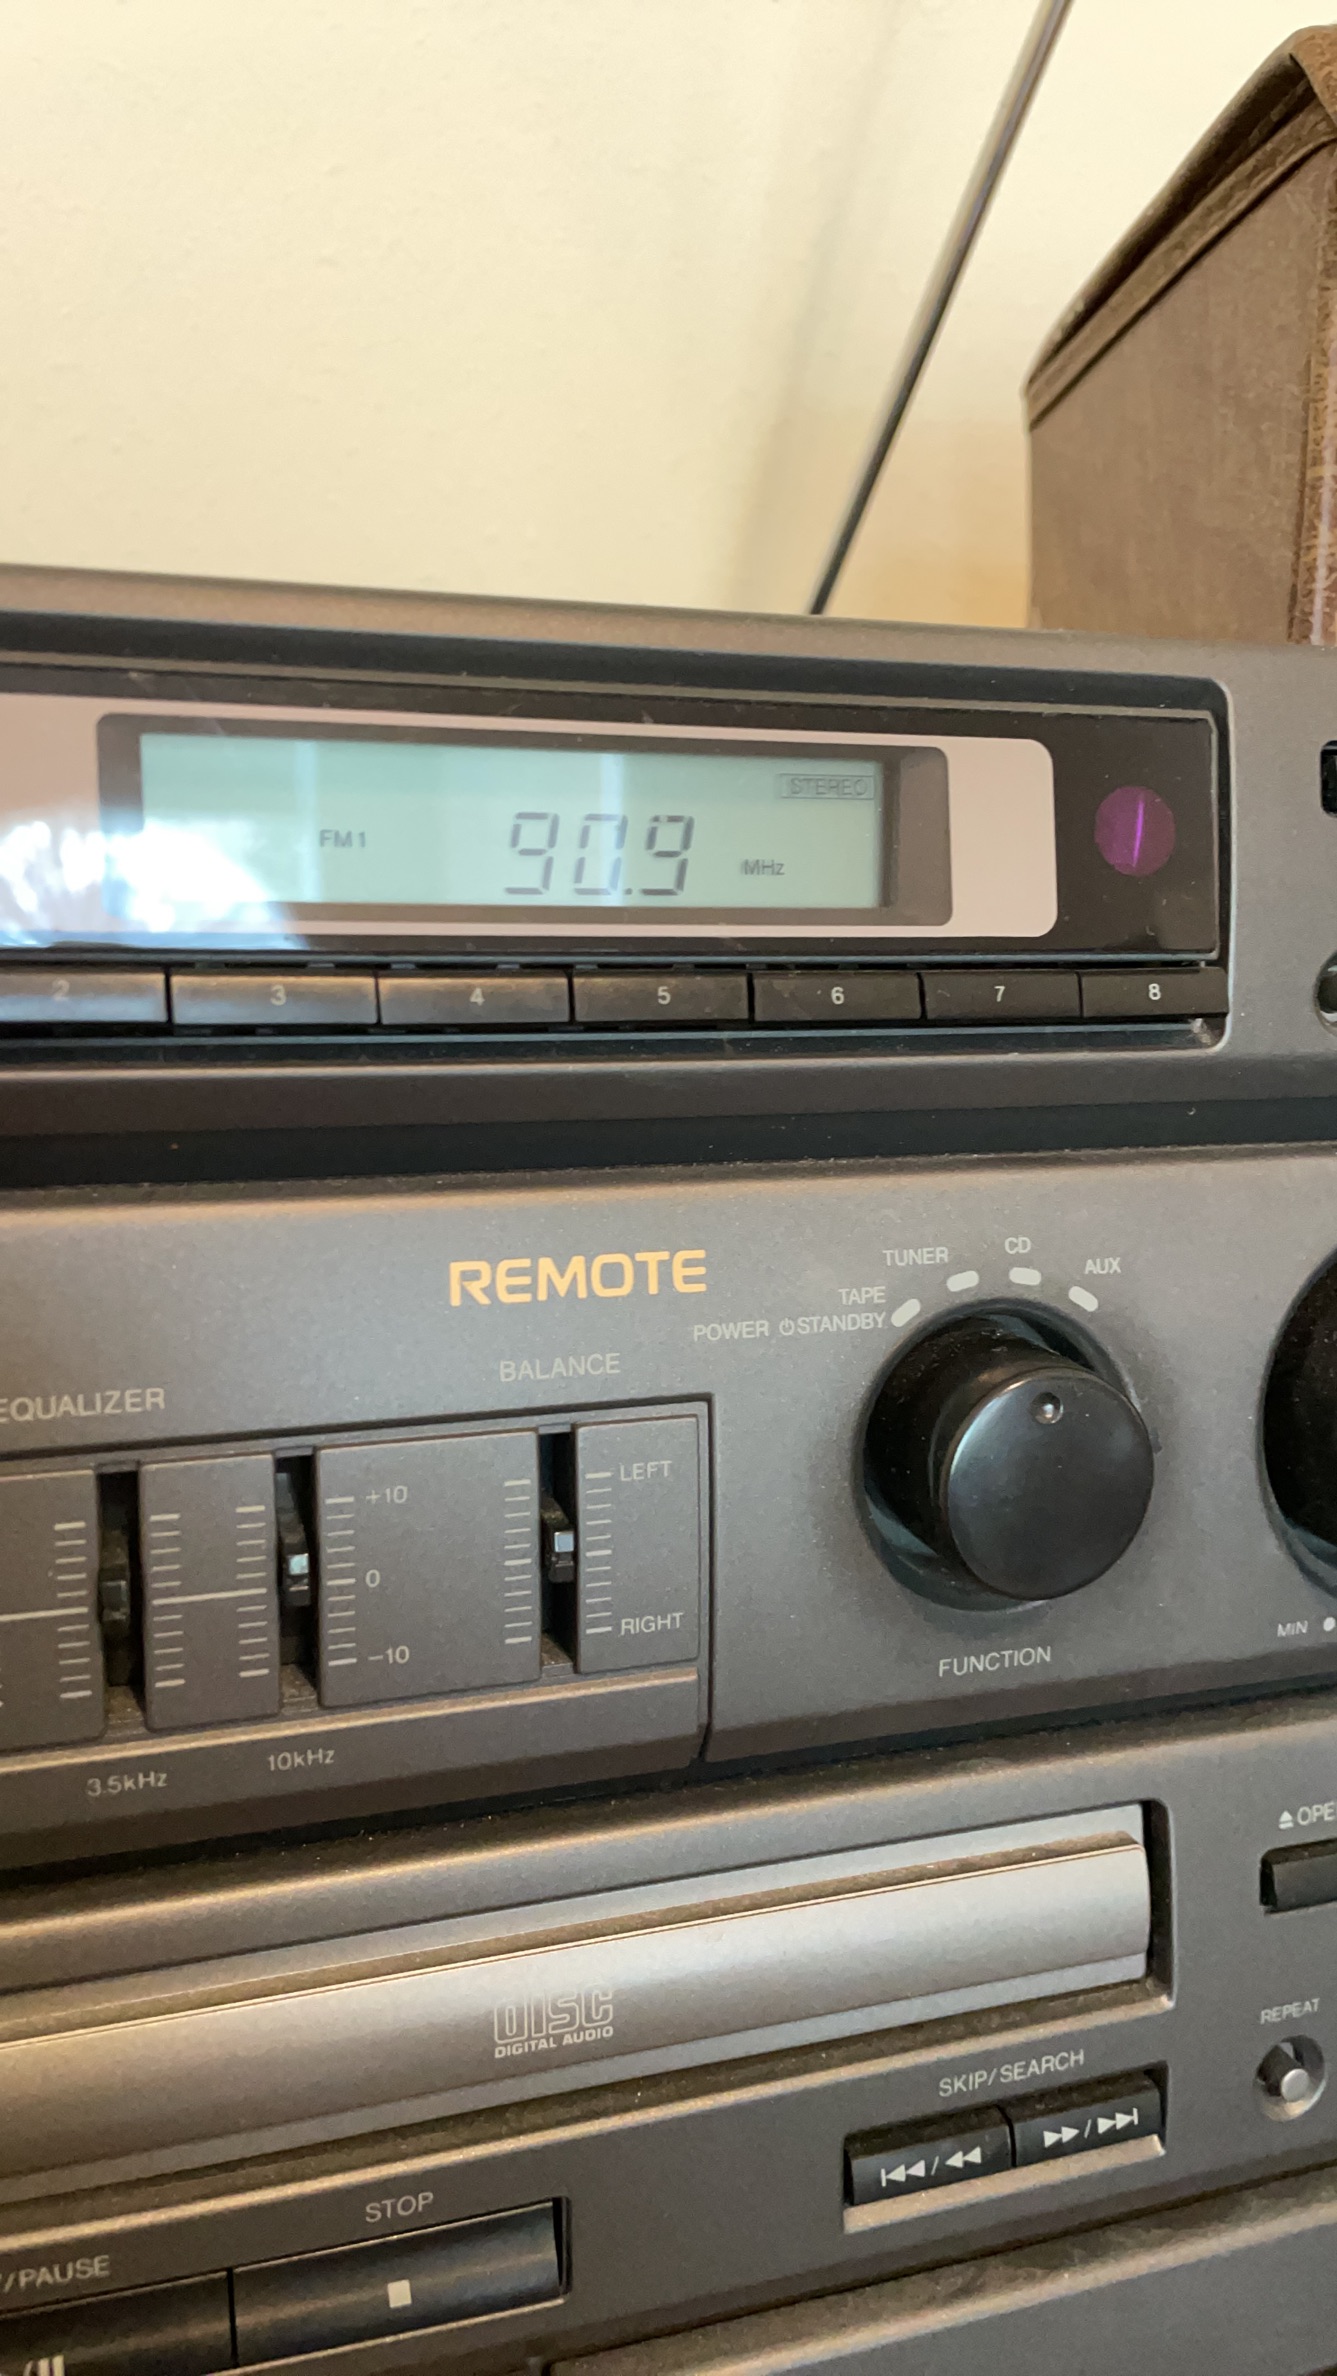 STEREO
FM1 90.9 MHz
2 3 4 5 6 7 8
REMOTE
TUNER CD AUX
TAPE
POWER ⏻STANDBY
BALANCE
EQUALIZER
LEFT
+10
0
RIGHT
-10
MIN
FUNCTION
3.5kHz 10kHz
⏏OPE
DISC
DIGITAL AUDIO
REPEAT
SKIP/SEARCH
⏮/⏪ ⏩/⏭
STOP
/PAUSE